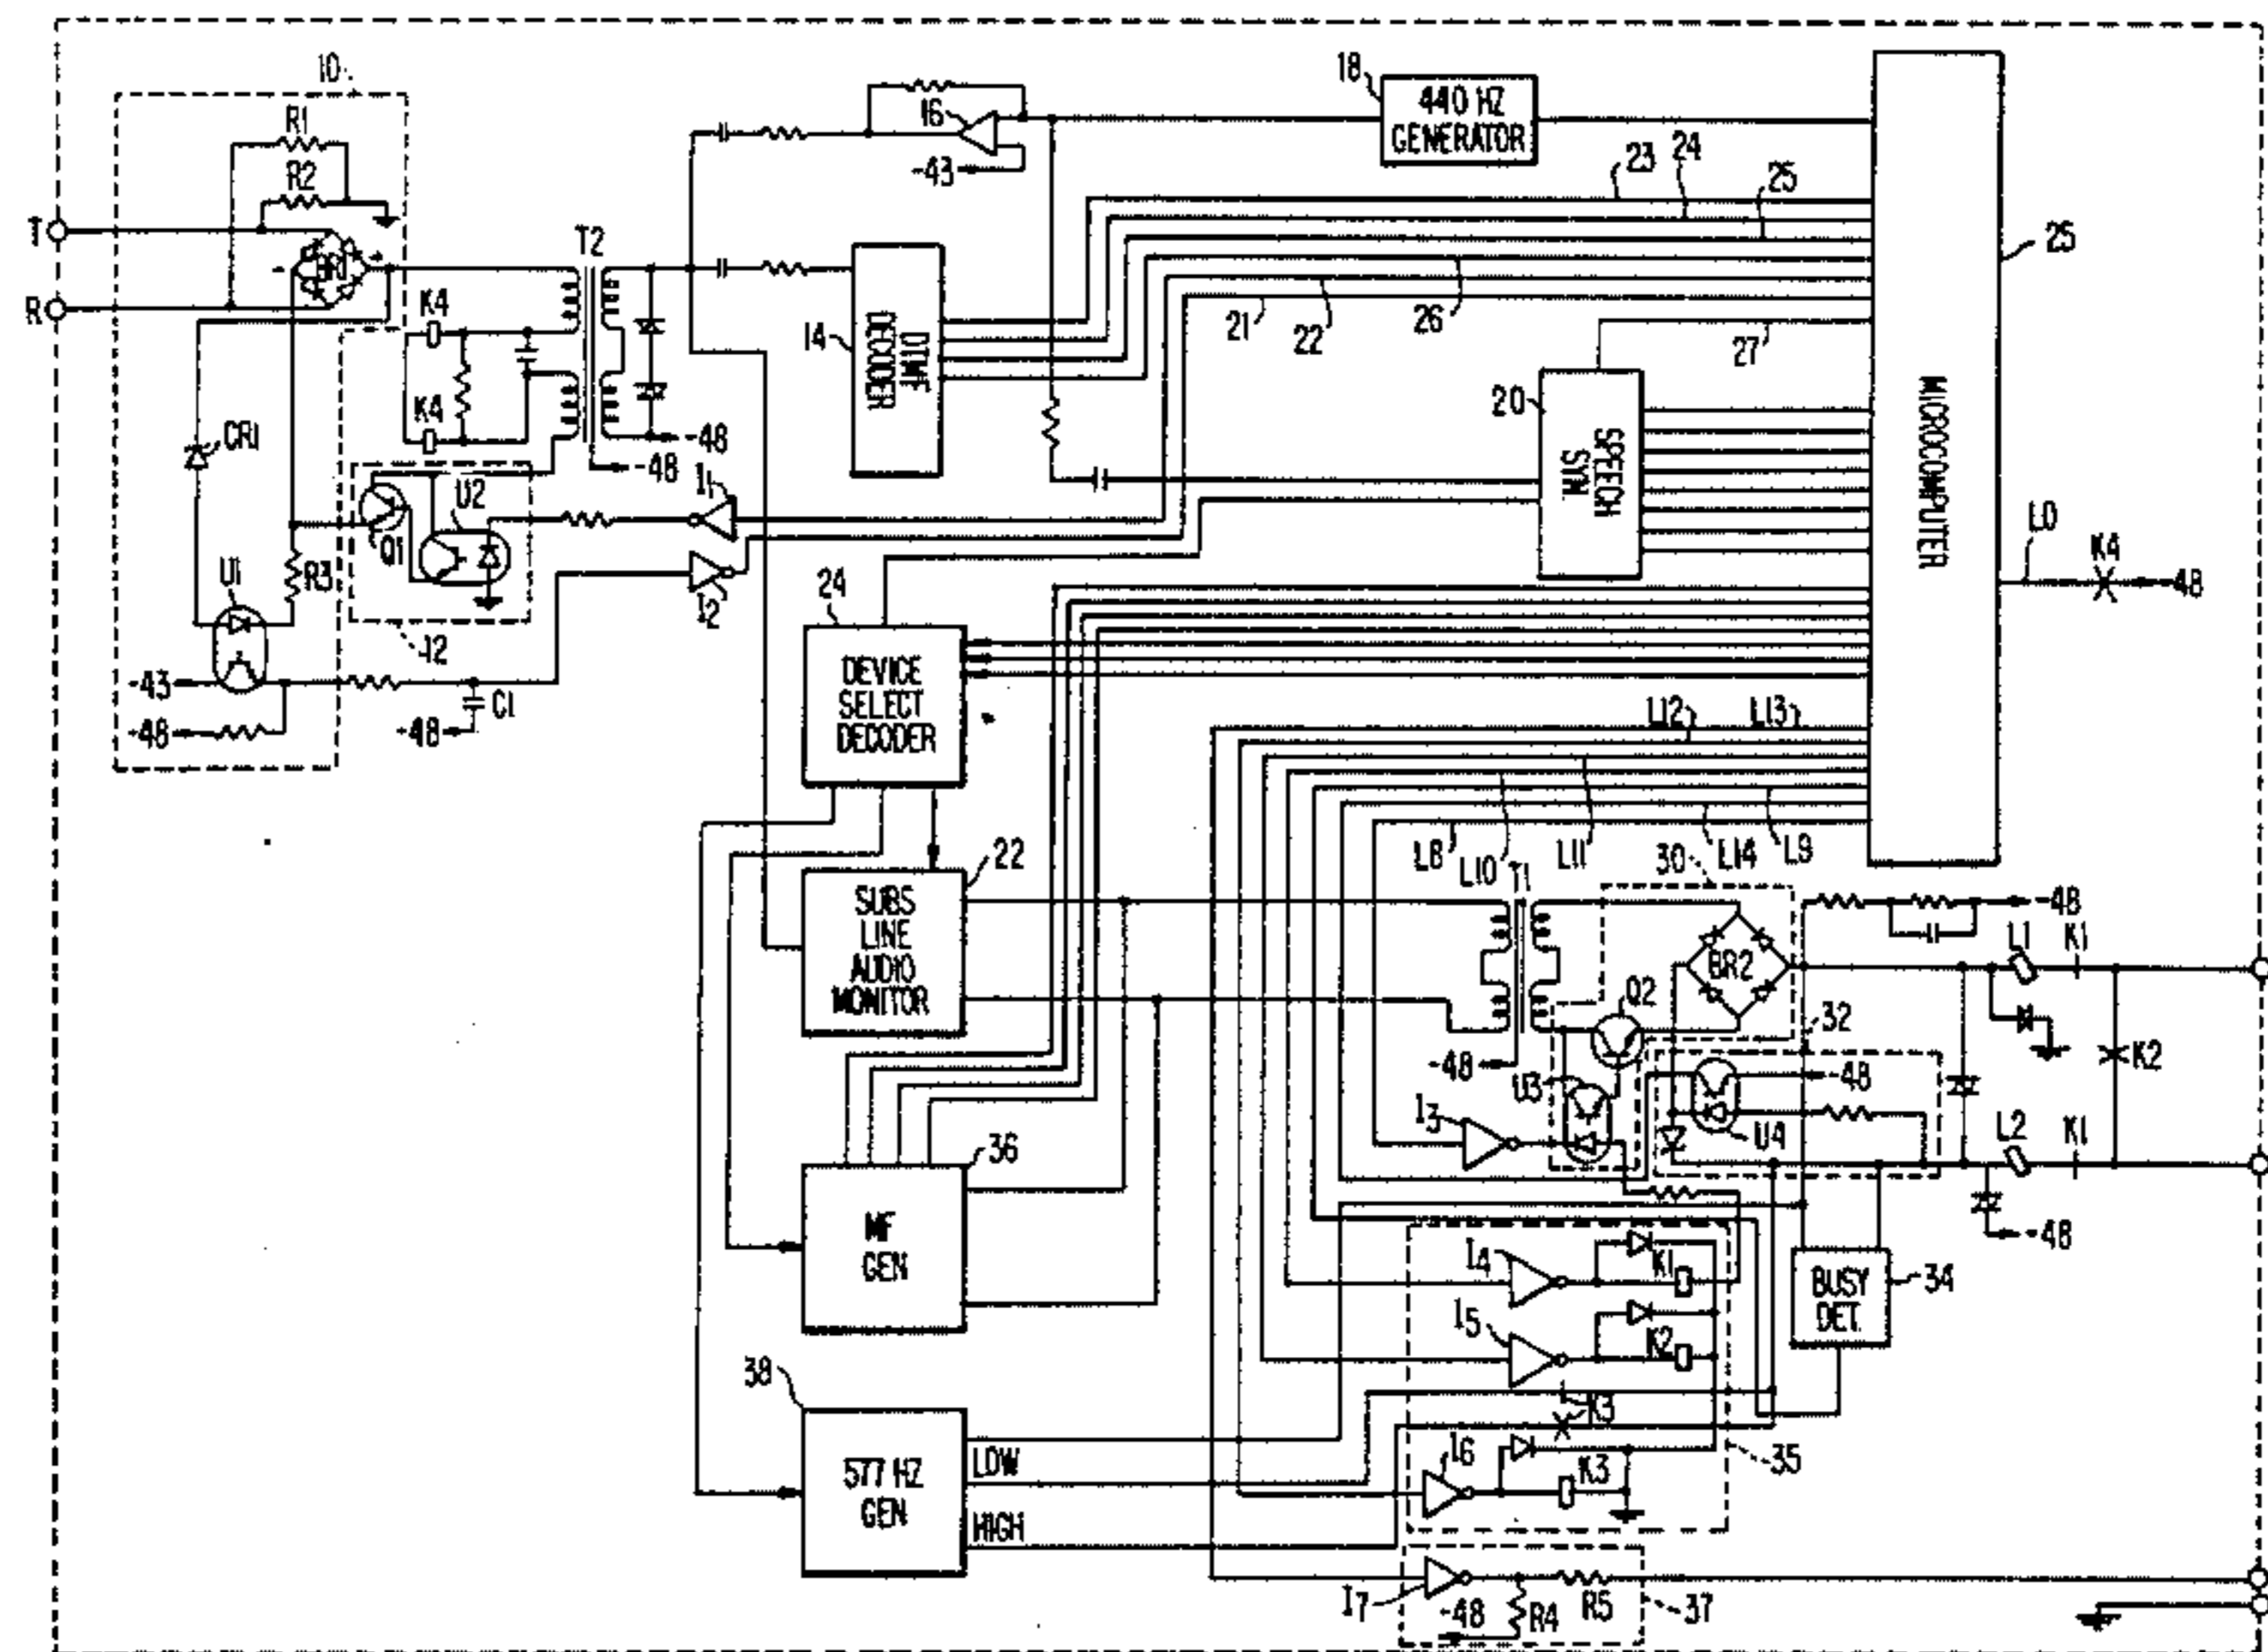 10
R1
R2
T
R
K4
K4
CR1
T2
-48
-48
U2
Q1
R3
U1
12
-43
-48
-48
C1
16
-43
18
440 HZ
GENERATOR
23
24
25
25
14
DTMF
DECODER
21
22
26
27
20
SPEECH
SYN
MICROCOMPUTER
L0
K4
-48
I1
I2
24
DEVICE
SELECT
DECODER
L12
L13
L8
L10
L11
L14
L9
T1
30
22
SUBS
LINE
AUDIO
MONITOR
-48
L1
K1
BR2
Q2
32
K2
-48
U3
-48
U4
I3
L2
K1
-48
36
MF
GEN
I4
K1
I5
K2
BUSY
DET.
34
K3
38
577 HZ
GEN
LOW
HIGH
I6
K3
35
I7
-48
R4
R5
37